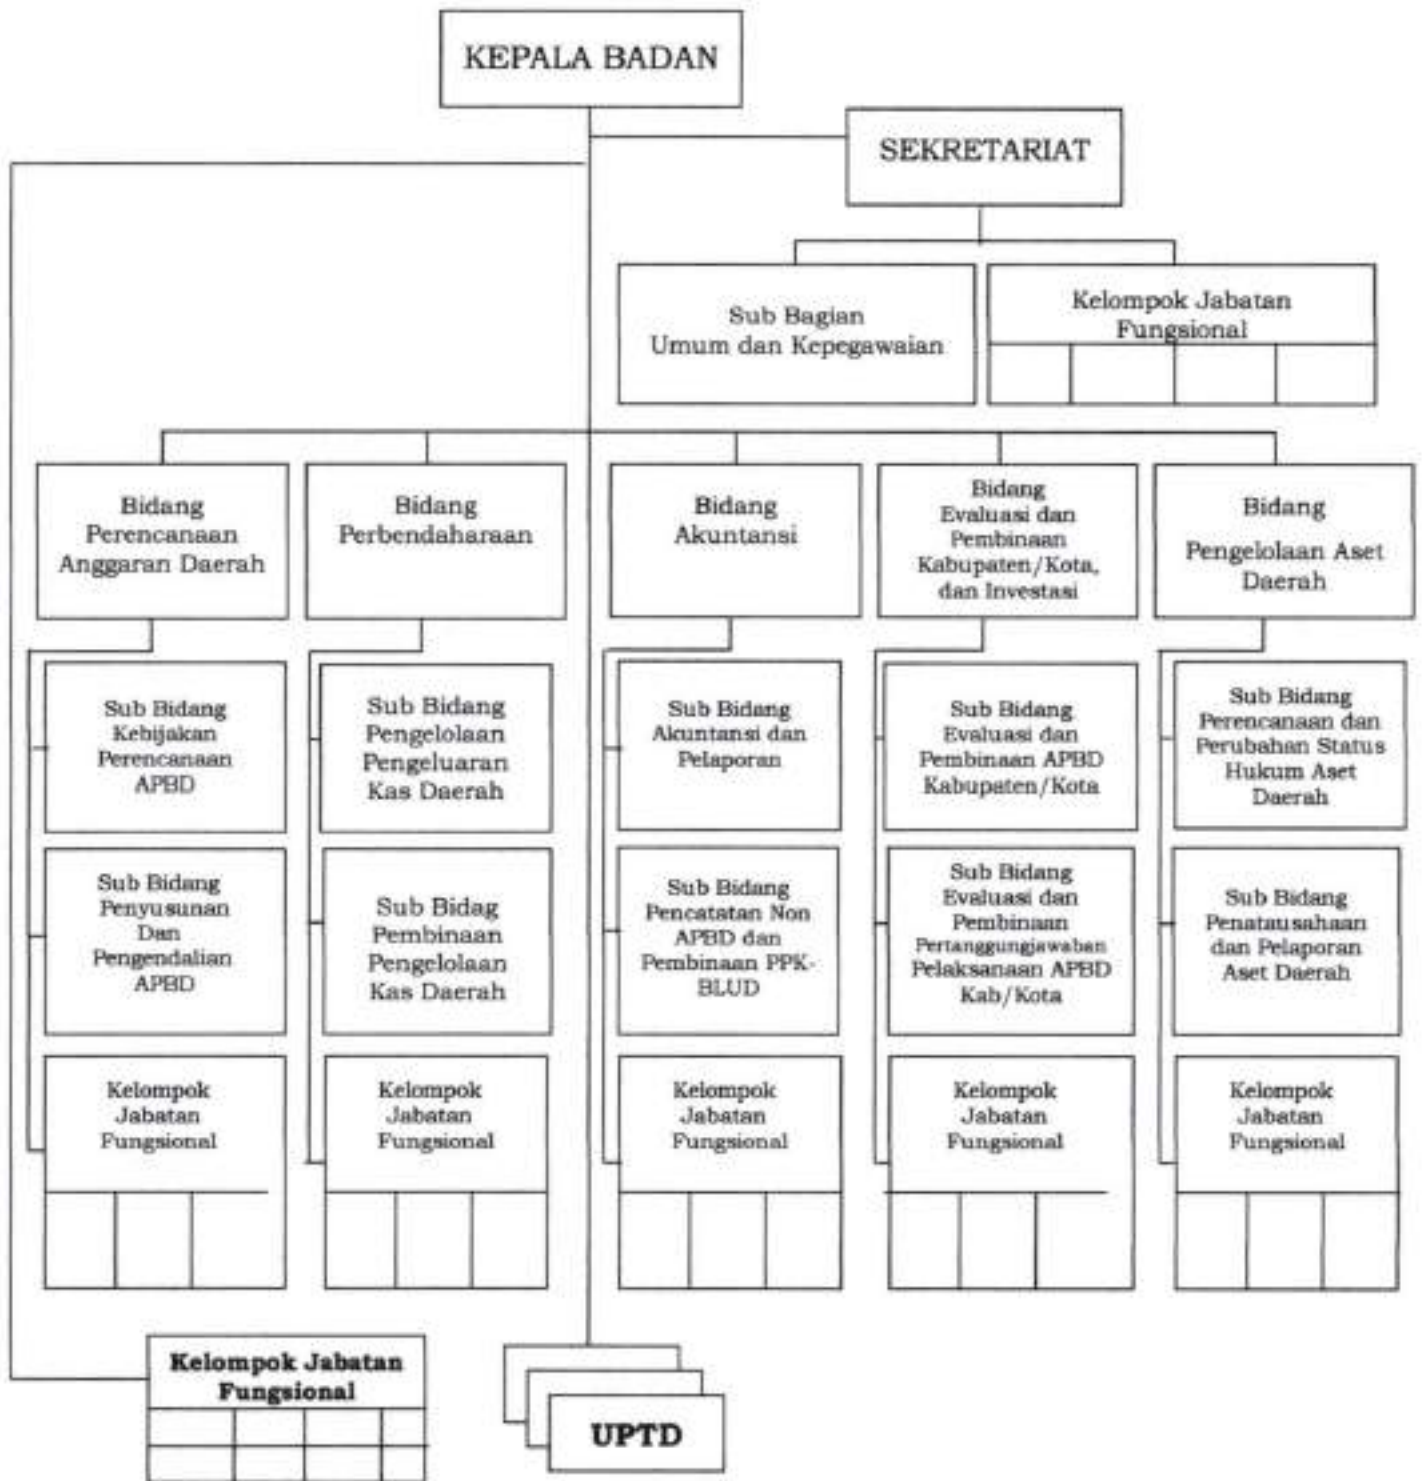 KEPALA BADAN
SEKRETARIAT
Sub Bagian
Umum dan Kepegawaian
Kelompok Jabatan
Fungsional
Bidang
Perencanaan
Anggaran Daerah
Bidang
Perbendaharaan
Bidang
Akuntansi
Bidang
Evaluasi dan
Pembinaan
Kabupaten/Kota,
dan Investasi
Bidang
Pengelolaan Aset
Daerah
Sub Bidang
Kebijakan
Perencanaan
APBD
Sub Bidang
Pengelolaan
Pengeluaran
Kas Daerah
Sub Bidang
Akuntansi dan
Pelaporan
Sub Bidang
Evaluasi dan
Pembinaan APBD
Kabupaten/Kota
Sub Bidang
Perencanaan dan
Perubahan Status
Hukum Aset
Daerah
Sub Bidang
Penyusunan
Dan
Pengendalian
APBD
Sub Bidag
Pembinaan
Pengelolaan
Kas Daerah
Sub Bidang
Pencatatan Non
APBD dan
Pembinaan PPK-
BLUD
Sub Bidang
Evaluasi dan
Pembinaan
Pertanggungjawaban
Pelaksanaan APBD
Kab/Kota
Sub Bidang
Penatausahaan
dan Pelaporan
Aset Daerah
Kelompok
Jabatan
Fungsional
Kelompok
Jabatan
Fungsional
Kelompok
Jabatan
Fungsional
Kelompok
Jabatan
Fungsional
Kelompok
Jabatan
Fungsional
Kelompok Jabatan
Fungsional
UPTD